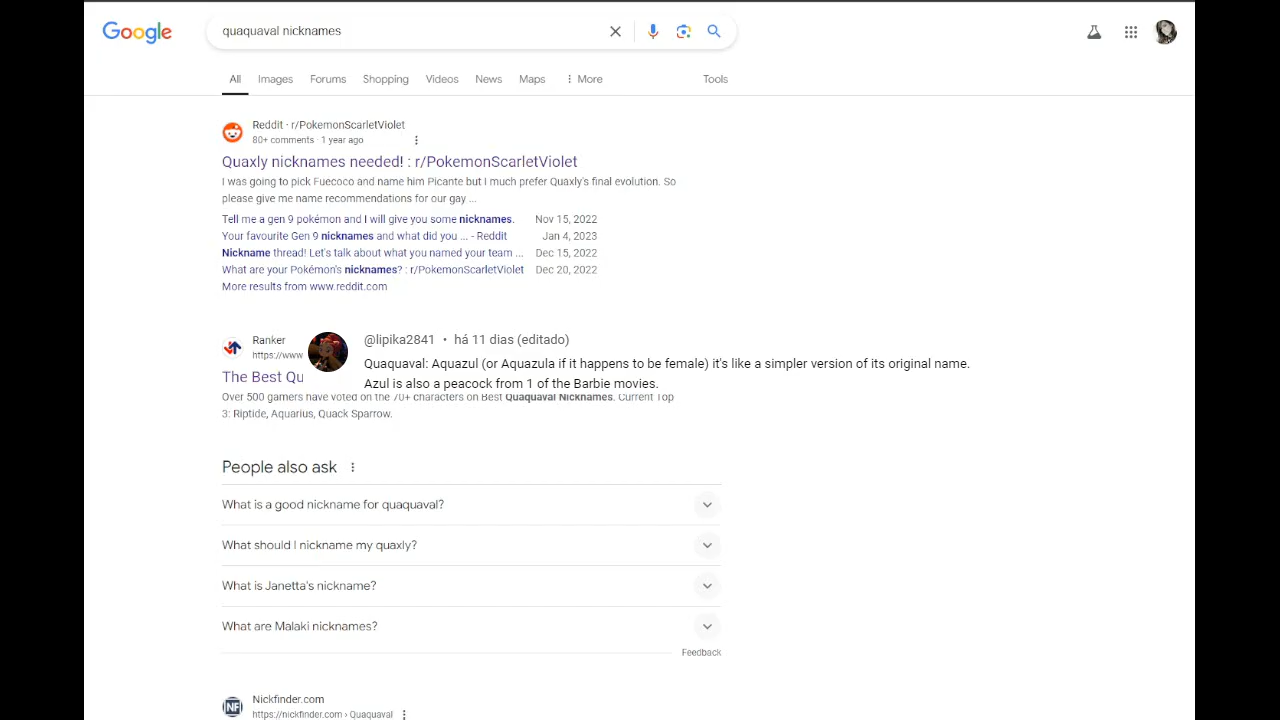 Google
quaquaval nicknames
All Images Forums Shopping Videos News Maps More Tools
Reddit · r/PokemonScarletViolet
80+ comments · 1 year ago
Quaxly nicknames needed! : r/PokemonScarletViolet
I was going to pick Fuecoco and name him Picante but I much prefer Quaxly's final evolution. So
please give me name recommendations for our gay ...
Tell me a gen 9 pokémon and I will give you some nicknames. Nov 15, 2022
Your favourite Gen 9 nicknames and what did you ... - Reddit Jan 4, 2023
Nickname thread! Let's talk about what you named your team ... Dec 15, 2022
What are your Pokémon's nicknames? : r/PokemonScarletViolet Dec 20, 2022
More results from www.reddit.com
Ranker
https://www
The Best Qu
@lipika2841 • há 11 dias (editado)
Quaquaval: Aquazul (or Aquazula if it happens to be female) it's like a simpler version of its original name.
Azul is also a peacock from 1 of the Barbie movies.
Over 500 gamers have voted on the 70+ characters on Best Quaquaval Nicknames. Current Top
3: Riptide, Aquarius, Quack Sparrow.
People also ask
What is a good nickname for quaquaval?
What should I nickname my quaxly?
What is Janetta's nickname?
What are Malaki nicknames?
Feedback
NF
Nickfinder.com
https://nickfinder.com › Quaquaval